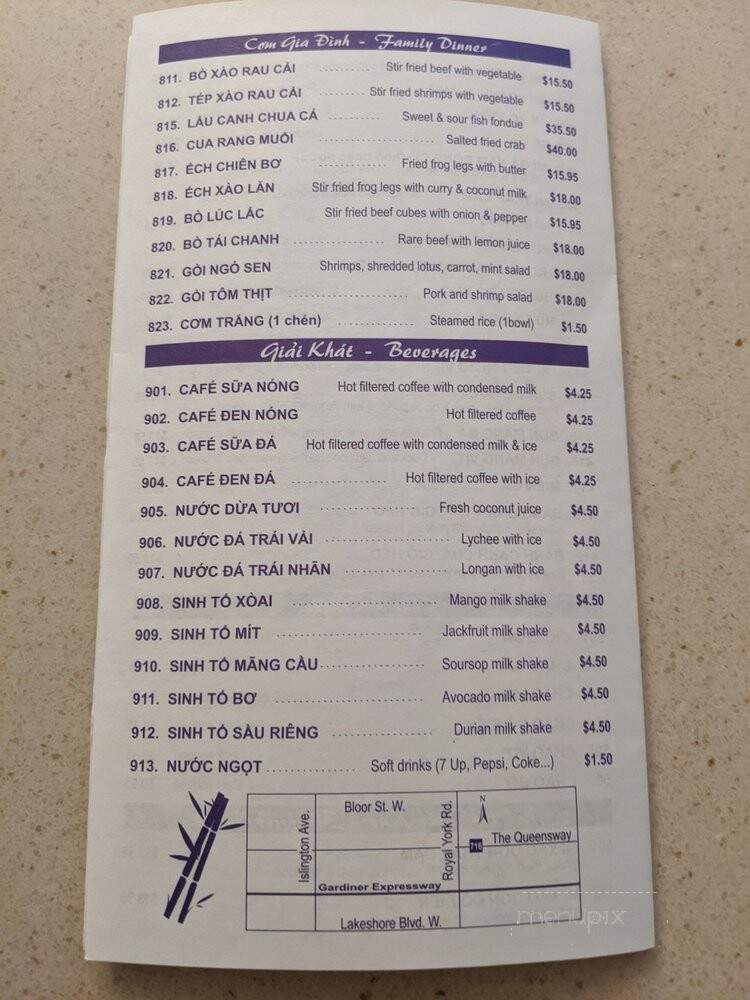 Cơm Gia Đình - Family Dinner
811. BÒ XÀO RAU CẢI .......... Stir fried beef with vegetable $15.50
812. TÉP XÀO RAU CẢI ......... Stir fried shrimps with vegetable $15.50
815. LẨU CANH CHUA CÁ .......... Sweet & sour fish fondue $35.50
816. CUA RANG MUỐI ...................... Salted fried crab $40.00
817. ẾCH CHIÊN BƠ .................. Fried frog legs with butter $15.95
818. ẾCH XÀO LĂN Stir fried frog legs with curry & coconut milk $18.00
819. BÒ LÚC LẮC Stir fried beef cubes with onion & pepper $15.95
820. BÒ TÁI CHANH ................. Rare beef with lemon juice $18.00
821. GỎI NGÓ SEN Shrimps, shredded lotus, carrot, mint salad $18.00
822. GỎI TÔM THỊT ...................... Pork and shrimp salad $18.00
823. CƠM TRẮNG (1 chén) .............. Steamed rice (1bowl) $1.50
Giải Khát - Beverages
901. CAFÉ SỮA NÓNG Hot filtered coffee with condensed milk $4.25
902. CAFÉ ĐEN NÓNG Hot filtered coffee $4.25
903. CAFÉ SỮA ĐÁ Hot filtered coffee with condensed milk & ice $4.25
904. CAFÉ ĐEN ĐÁ ................. Hot filtered coffee with ice $4.25
905. NƯỚC DỪA TƯƠI .................... Fresh coconut juice $4.50
906. NƯỚC ĐÁ TRÁI VẢI ...................... Lychee with ice $4.50
907. NƯỚC ĐÁ TRÁI NHÃN ................... Longan with ice $4.50
908. SINH TỐ XÒAI ........................... Mango milk shake $4.50
909. SINH TỐ MÍT ........................... Jackfruit milk shake $4.50
910. SINH TỐ MÃNG CẦU.................... Soursop milk shake $4.50
911. SINH TỐ BƠ ............................ Avocado milk shake $4.50
912. SINH TỐ SẦU RIÊNG ................... Durian milk shake $4.50
913. NƯỚC NGỌT ............... Soft drinks (7 Up, Pepsi, Coke...) $1.50
Bloor St. W.
N
Islington Ave.
Royal York Rd.
716
The Queensway
Gardiner Expressway
Lakeshore Blvd. W.
menupix